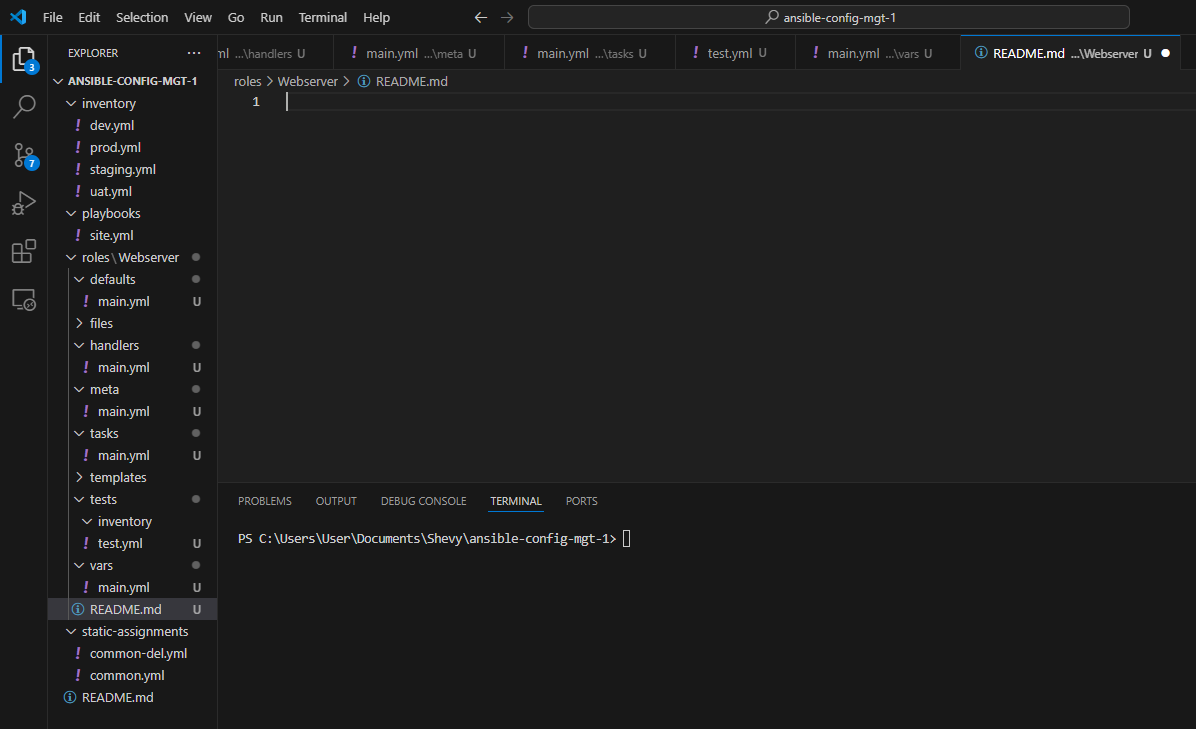 File Edit Selection View Go Run Terminal Help ansible-config-mgt-1
EXPLORER ...
ml ...\handlers U ! main.yml ...\meta U ! main.yml ...\tasks U ! test.yml U ! main.yml ...\vars U README.md ...\Webserver U
3
ANSIBLE-CONFIG-MGT-1
roles > Webserver > README.md
1
inventory
! dev.yml
! prod.yml
7
! staging.yml
! uat.yml
playbooks
! site.yml
roles\Webserver
defaults
! main.yml U
files
handlers
! main.yml U
meta
! main.yml U
tasks
! main.yml U
templates
tests
inventory
! test.yml U
vars
! main.yml U
README.md U
static-assignments
! common-del.yml
! common.yml
README.md
PROBLEMS OUTPUT DEBUG CONSOLE TERMINAL PORTS
PS C:\Users\User\Documents\Shevy\ansible-config-mgt-1>